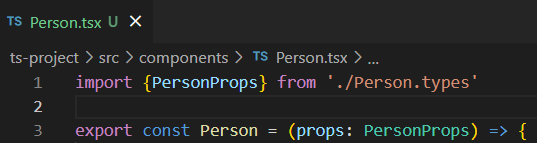 TS Person.tsx U ×
ts-project > src > components > TS Person.tsx > ...
1 import {PersonProps} from './Person.types'
2
3 export const Person = (props: PersonProps) => {